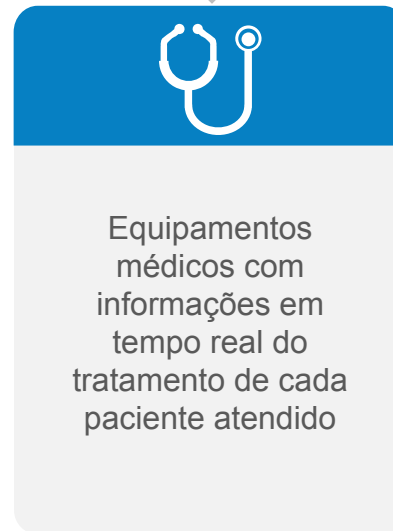 Equipamentos
médicos com
informações em
tempo real do
tratamento de cada
paciente atendido